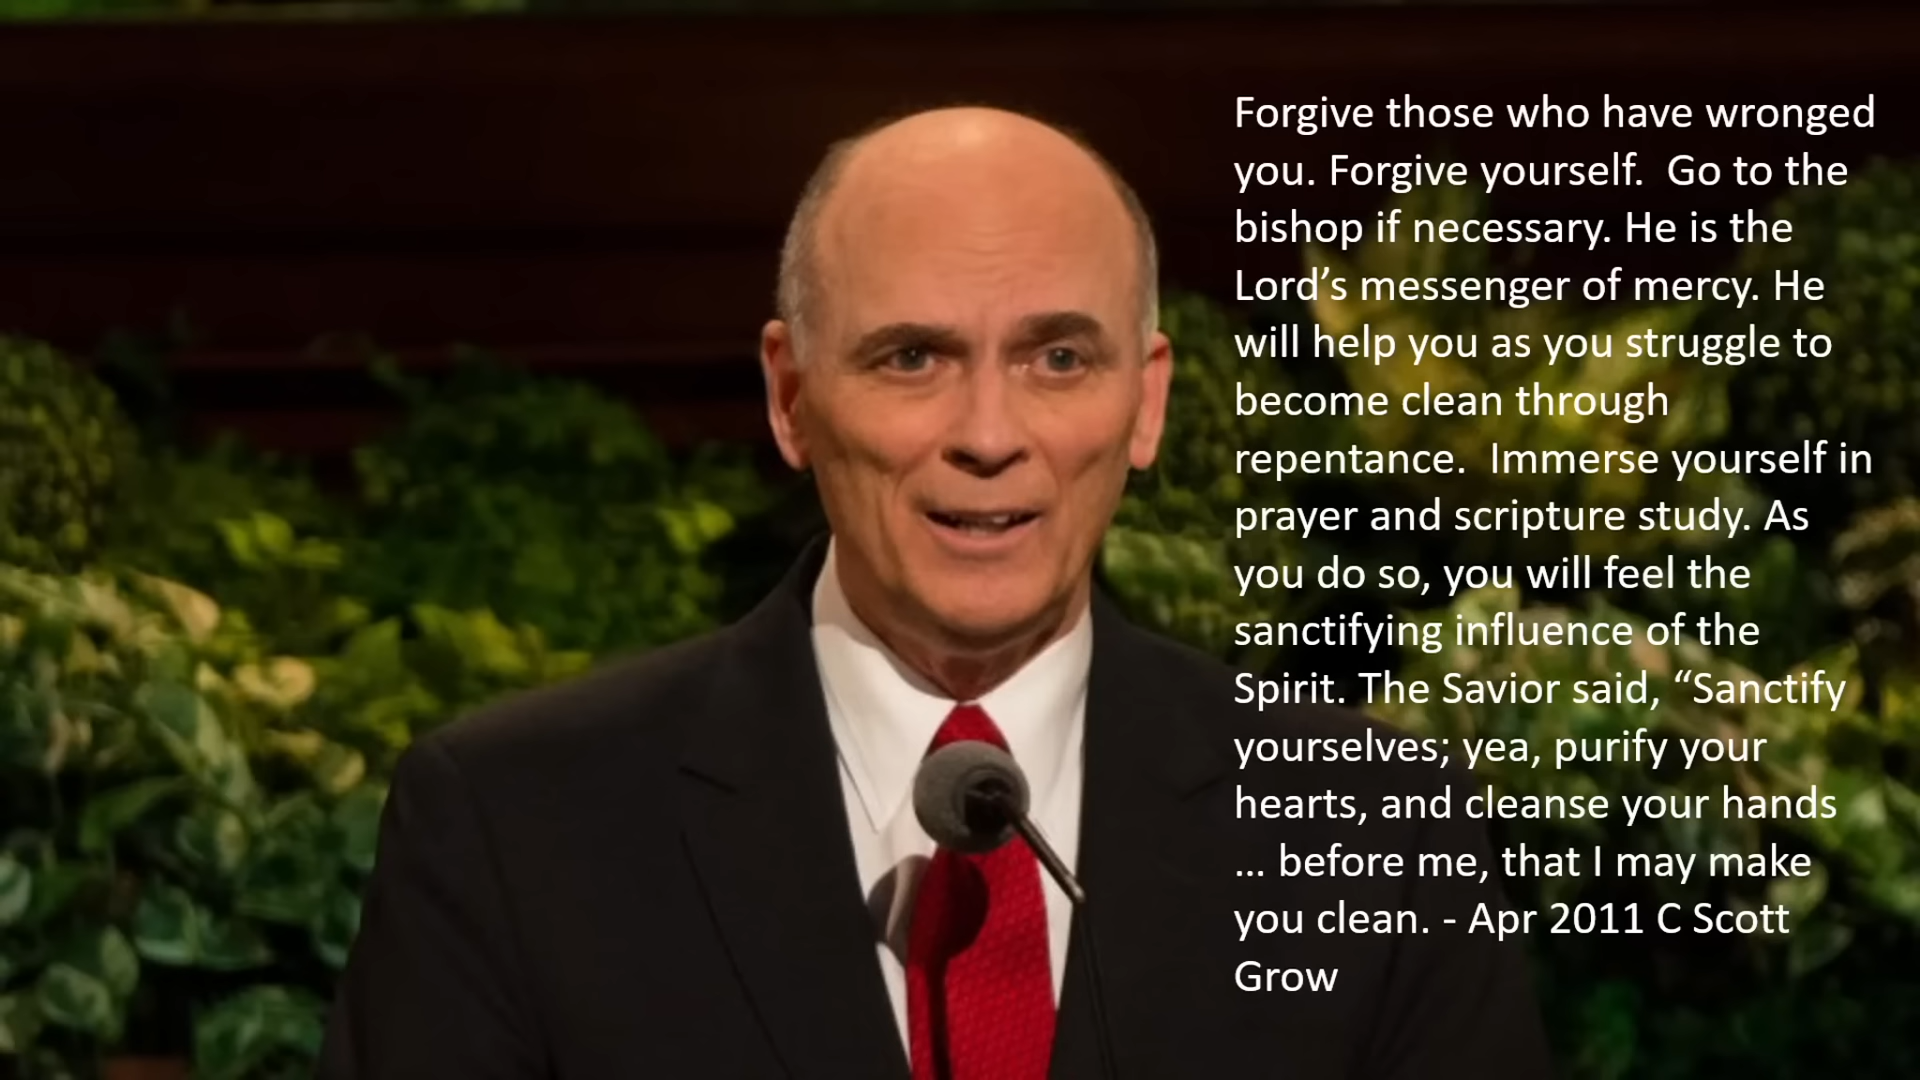 Forgive those who have wronged
you. Forgive yourself.  Go to the
bishop if necessary. He is the
Lord’s messenger of mercy. He
will help you as you struggle to
become clean through
repentance.  Immerse yourself in
prayer and scripture study. As
you do so, you will feel the
sanctifying influence of the
Spirit. The Savior said, “Sanctify
yourselves; yea, purify your
hearts, and cleanse your hands
… before me, that I may make
you clean. - Apr 2011 C Scott
Grow